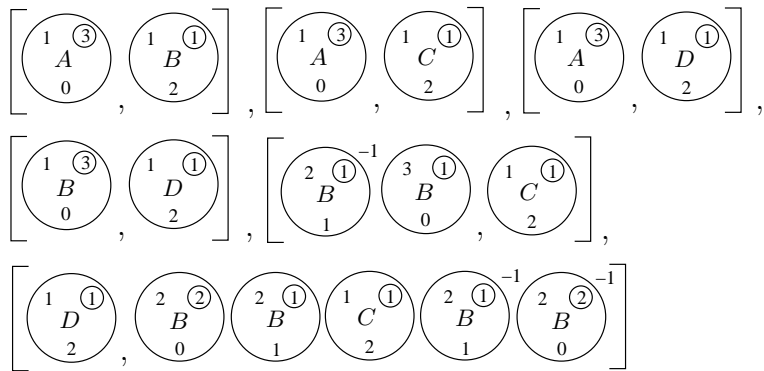 1 ③ 1 ① 1 ③ 1 ① 1 ③ 1 ①
[ A B ] [ A C ] [ A D ]
0 , 2 , 0 , 2 , 0 , 2 ,
1 ③ 1 ① 2 ① −1 3 ① 1 ①
[ B D ] [ B B C ]
0 , 2 , 1 0 , 2 ,
1 ① 2 ② 2 ① 1 ① 2 ① −1 2 ② −1
[ D B B C B B ]
2 , 0 1 2 1 0